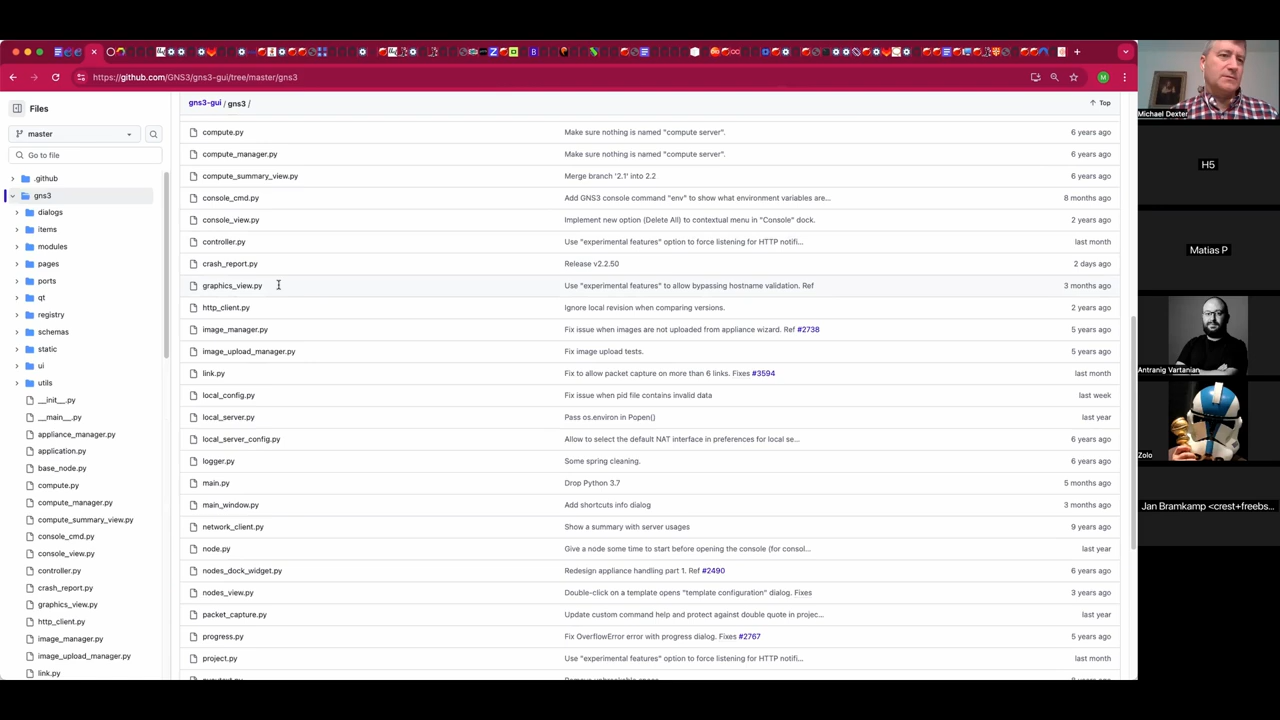 https://github.com/GNS3/gns3-gui/tree/master/gns3
M
Files
master
Go to file
.github
gns3
dialogs
items
modules
pages
ports
qt
registry
schemas
static
ui
utils
__init__.py
__main__.py
appliance_manager.py
application.py
base_node.py
compute.py
compute_manager.py
compute_summary_view.py
console_cmd.py
console_view.py
controller.py
crash_report.py
graphics_view.py
http_client.py
image_manager.py
image_upload_manager.py
link.py
gns3-gui / gns3 /
Top
compute.py Make sure nothing is named "compute server". 6 years ago
compute_manager.py Make sure nothing is named "compute server". 6 years ago
compute_summary_view.py Merge branch '2.1' into 2.2 6 years ago
console_cmd.py Add GNS3 console command "env" to show what environment variables are... 8 months ago
console_view.py Implement new option (Delete All) to contextual menu in "Console" dock. 2 years ago
controller.py Use "experimental features" option to force listening for HTTP notifi... last month
crash_report.py Release v2.2.50 2 days ago
graphics_view.py Use "experimental features" to allow bypassing hostname validation. Ref 3 months ago
http_client.py Ignore local revision when comparing versions. 2 years ago
image_manager.py Fix issue when images are not uploaded from appliance wizard. Ref #2738 5 years ago
image_upload_manager.py Fix image upload tests. 5 years ago
link.py Fix to allow packet capture on more than 6 links. Fixes #3594 last month
local_config.py Fix issue when pid file contains invalid data last week
local_server.py Pass os.environ in Popen() last year
local_server_config.py Allow to select the default NAT interface in preferences for local se... 6 years ago
logger.py Some spring cleaning. 6 years ago
main.py Drop Python 3.7 5 months ago
main_window.py Add shortcuts info dialog 3 months ago
network_client.py Show a summary with server usages 9 years ago
node.py Give a node some time to start before opening the console (for consol... last year
nodes_dock_widget.py Redesign appliance handling part 1. Ref #2490 6 years ago
nodes_view.py Double-click on a template opens "template configuration" dialog. Fixes 3 years ago
packet_capture.py Update custom command help and protect against double quote in projec... last year
progress.py Fix OverflowError error with progress dialog. Fixes #2767 5 years ago
project.py Use "experimental features" option to force listening for HTTP notifi... last month
Michael Dexter
H5
Matias P
Antranig Vartanian
Zolo
Jan Bramkamp <crest+freebs...